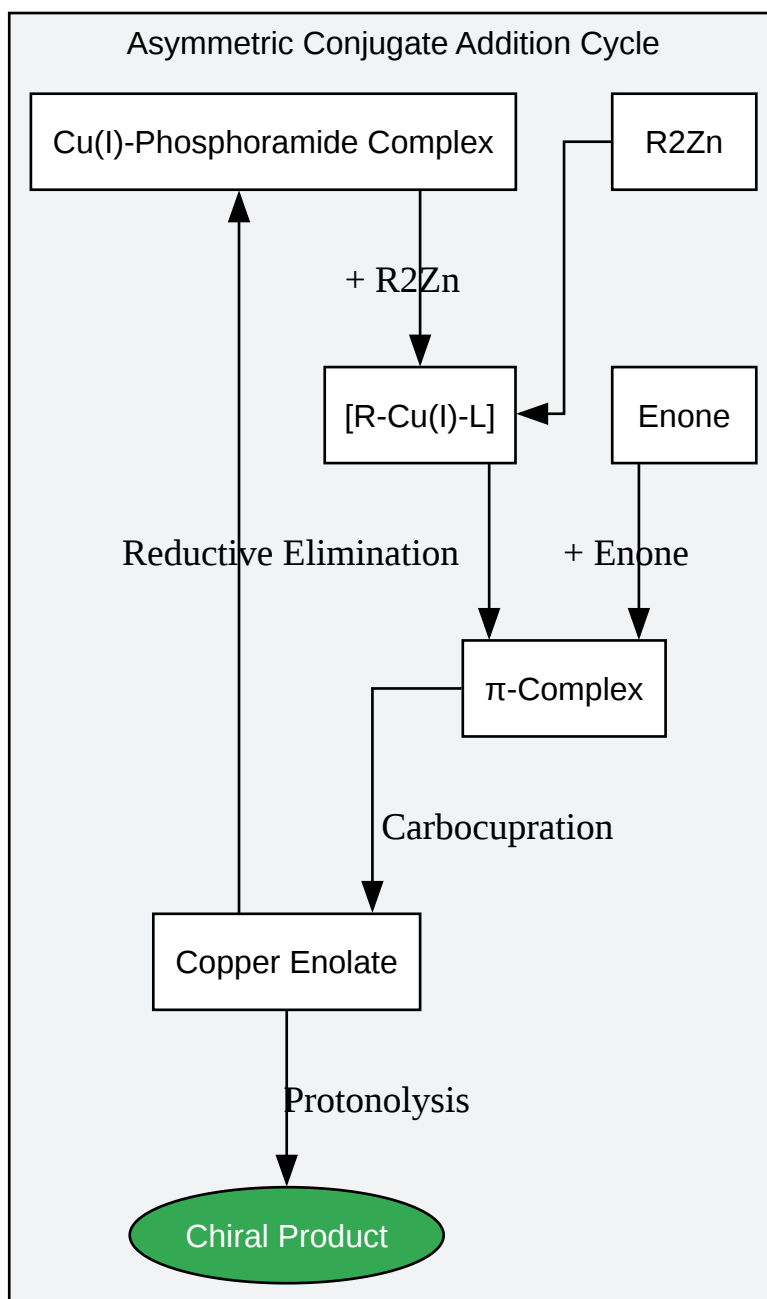 Asymmetric Conjugate Addition Cycle
Cu(I)-Phosphoramide Complex
R2Zn
+ R2Zn
[R-Cu(I)-L]
Enone
Reductive Elimination
+ Enone
π-Complex
Carbocupration
Copper Enolate
Protonolysis
Chiral Product